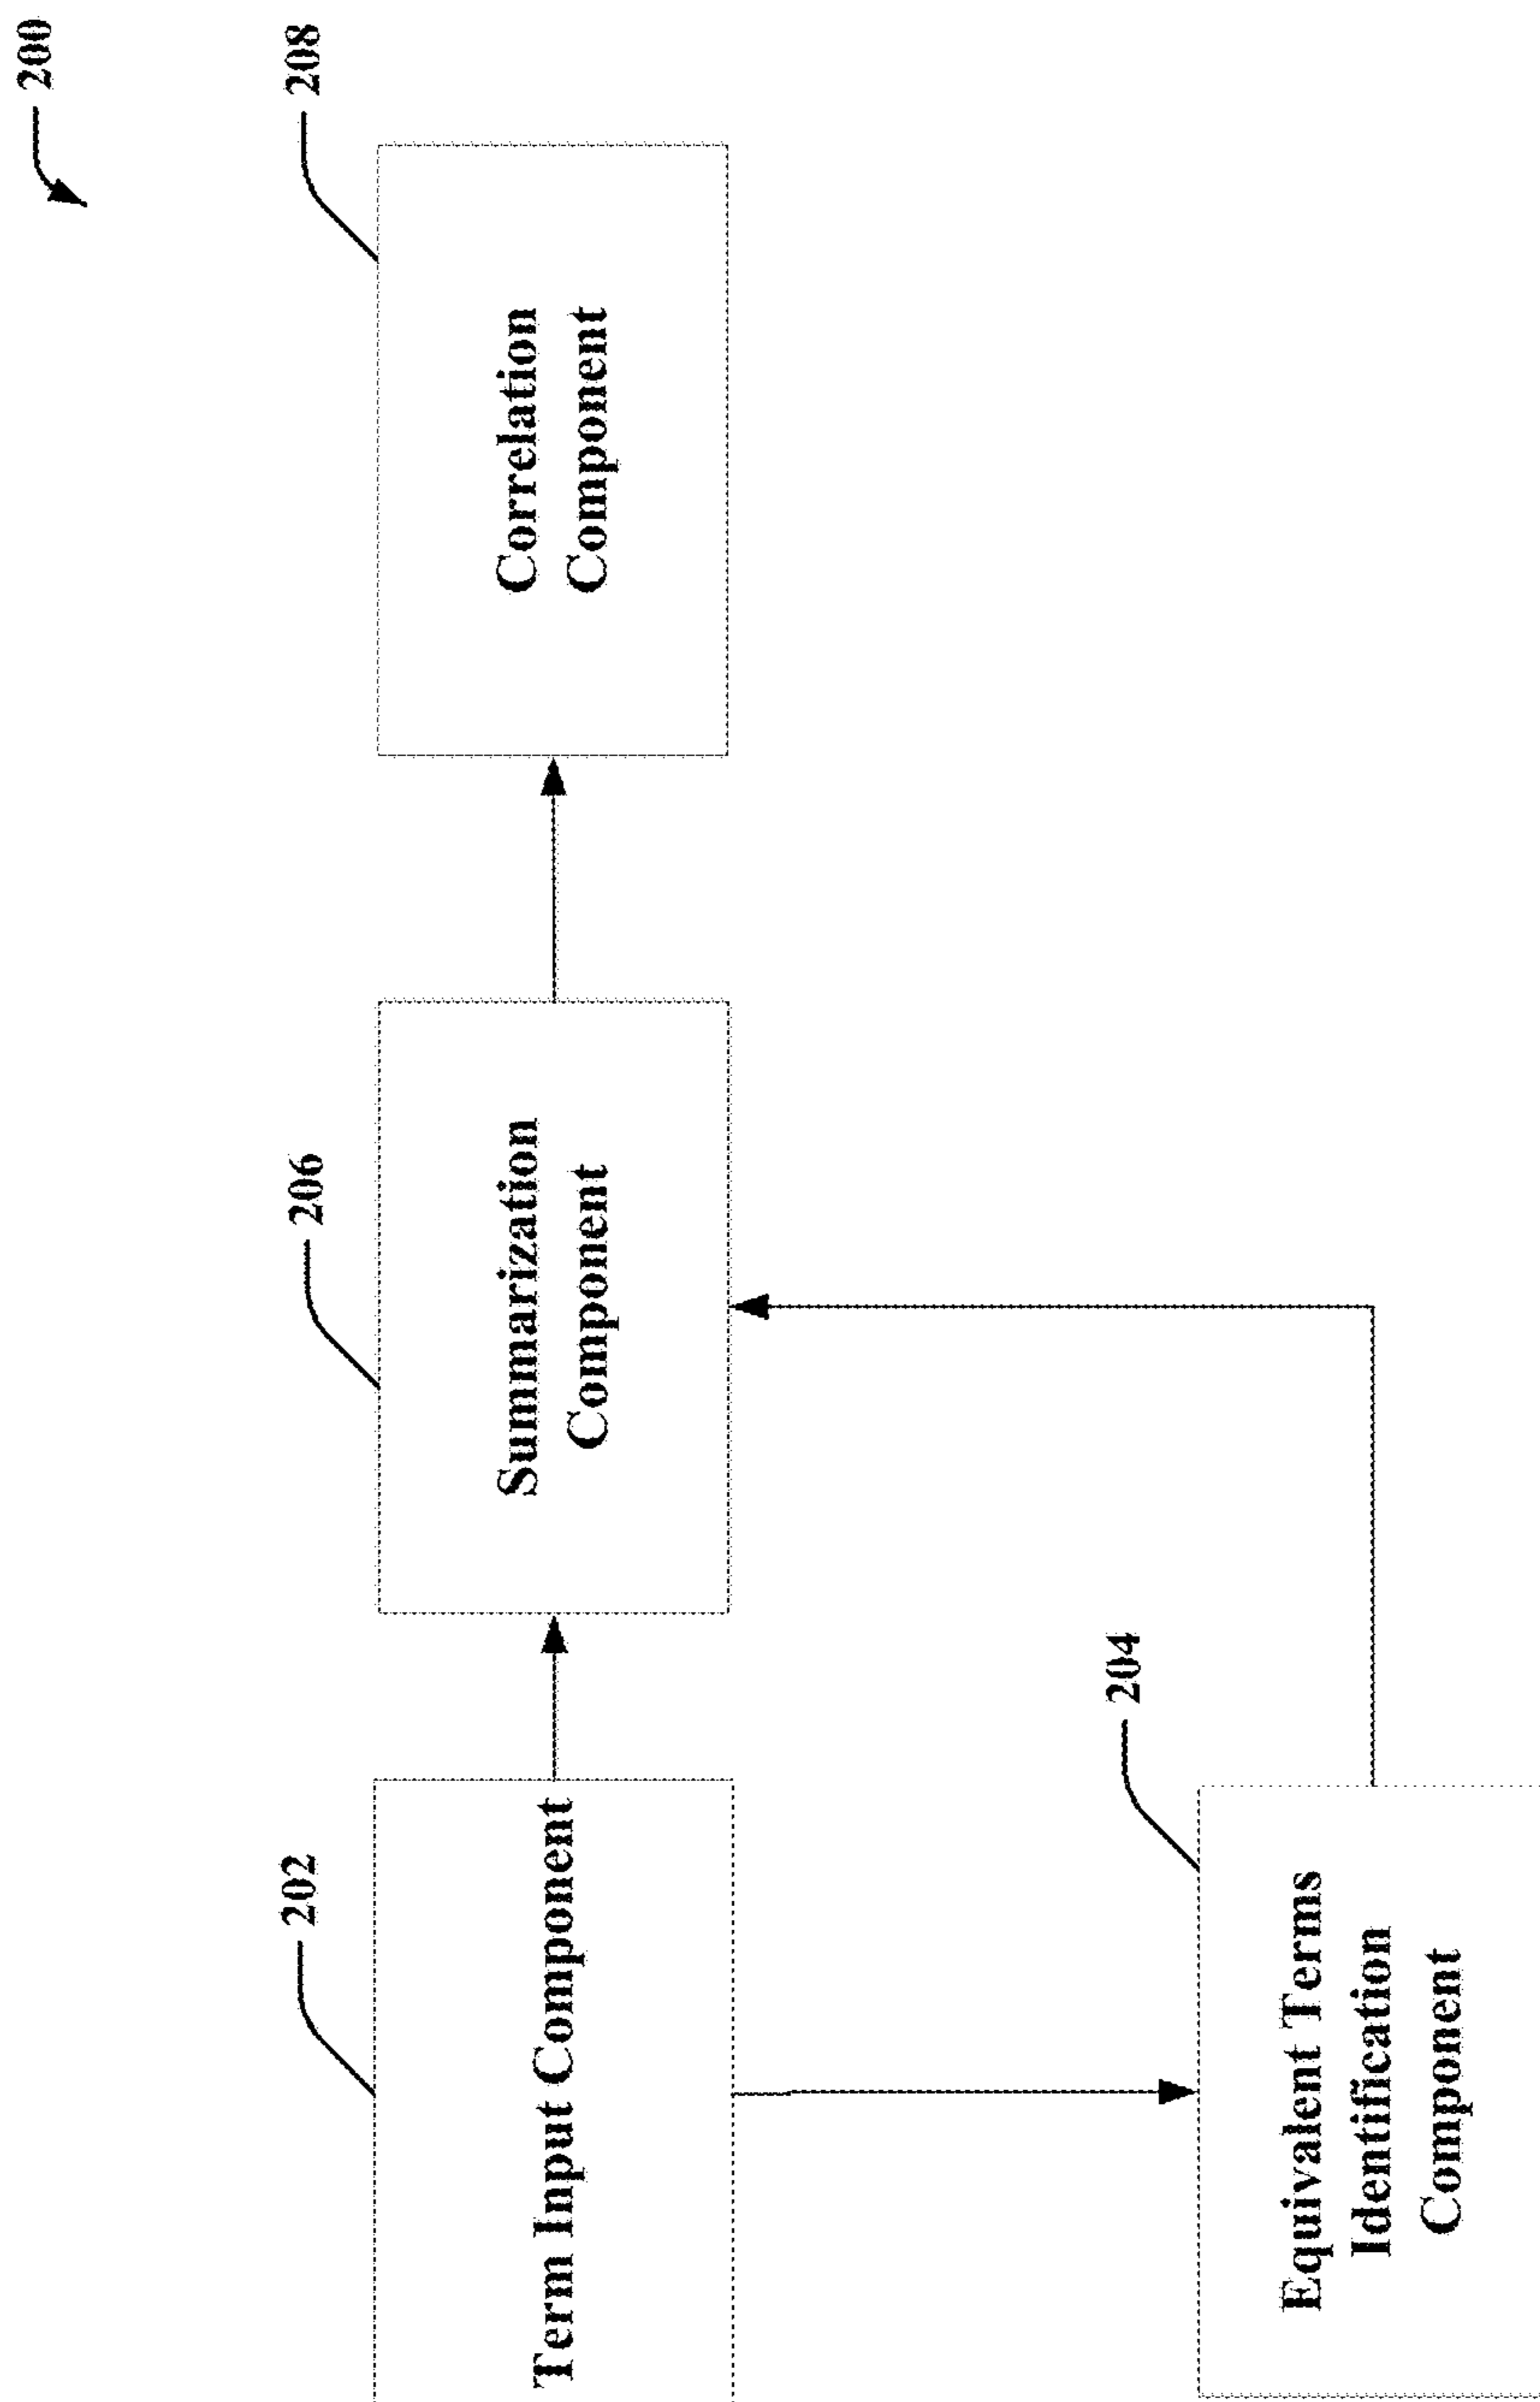 200
202
Term Input Component
206
Summarization
Component
208
Correlation
Component
204
Equivalent Terms
Identification
Component